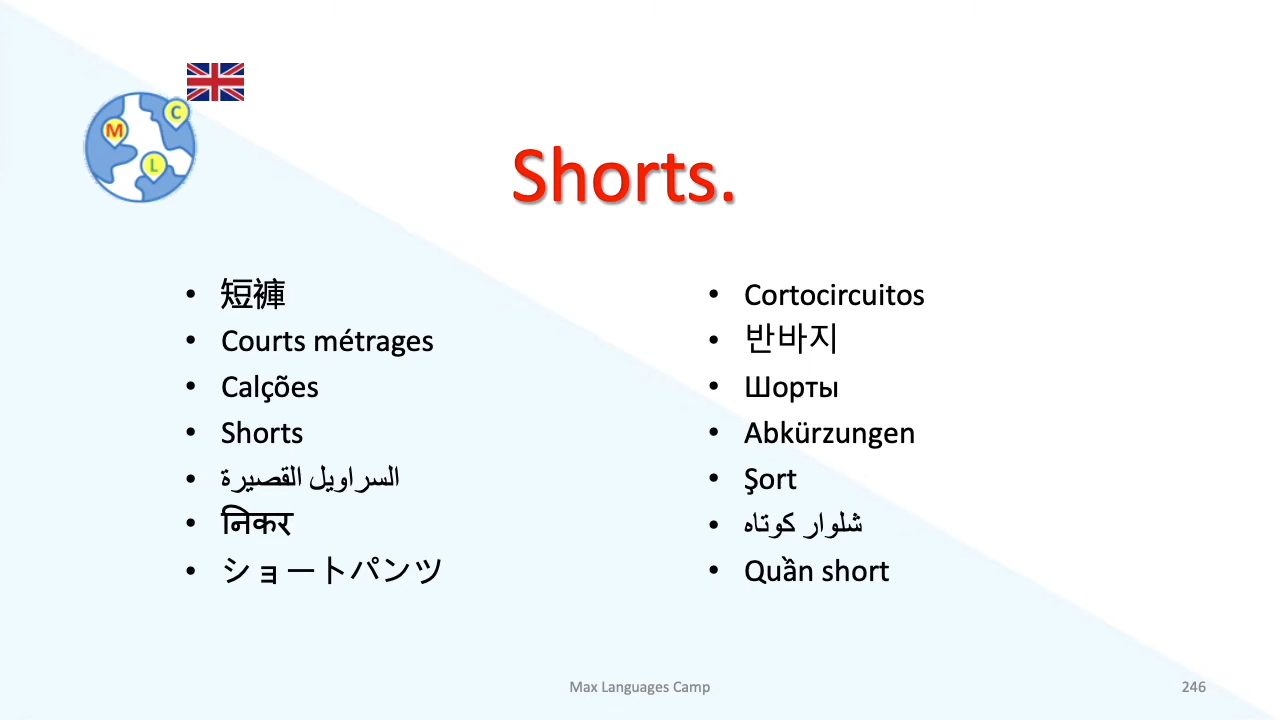 C
M
L
Shorts.
短褲
Courts métrages
Calções
Shorts
السراويل القصيرة
निकर
ショートパンツ
Cortocircuitos
반바지
Шорты
Abkürzungen
Şort
شلوار کوتاه
Quần short
Max Languages Camp
246